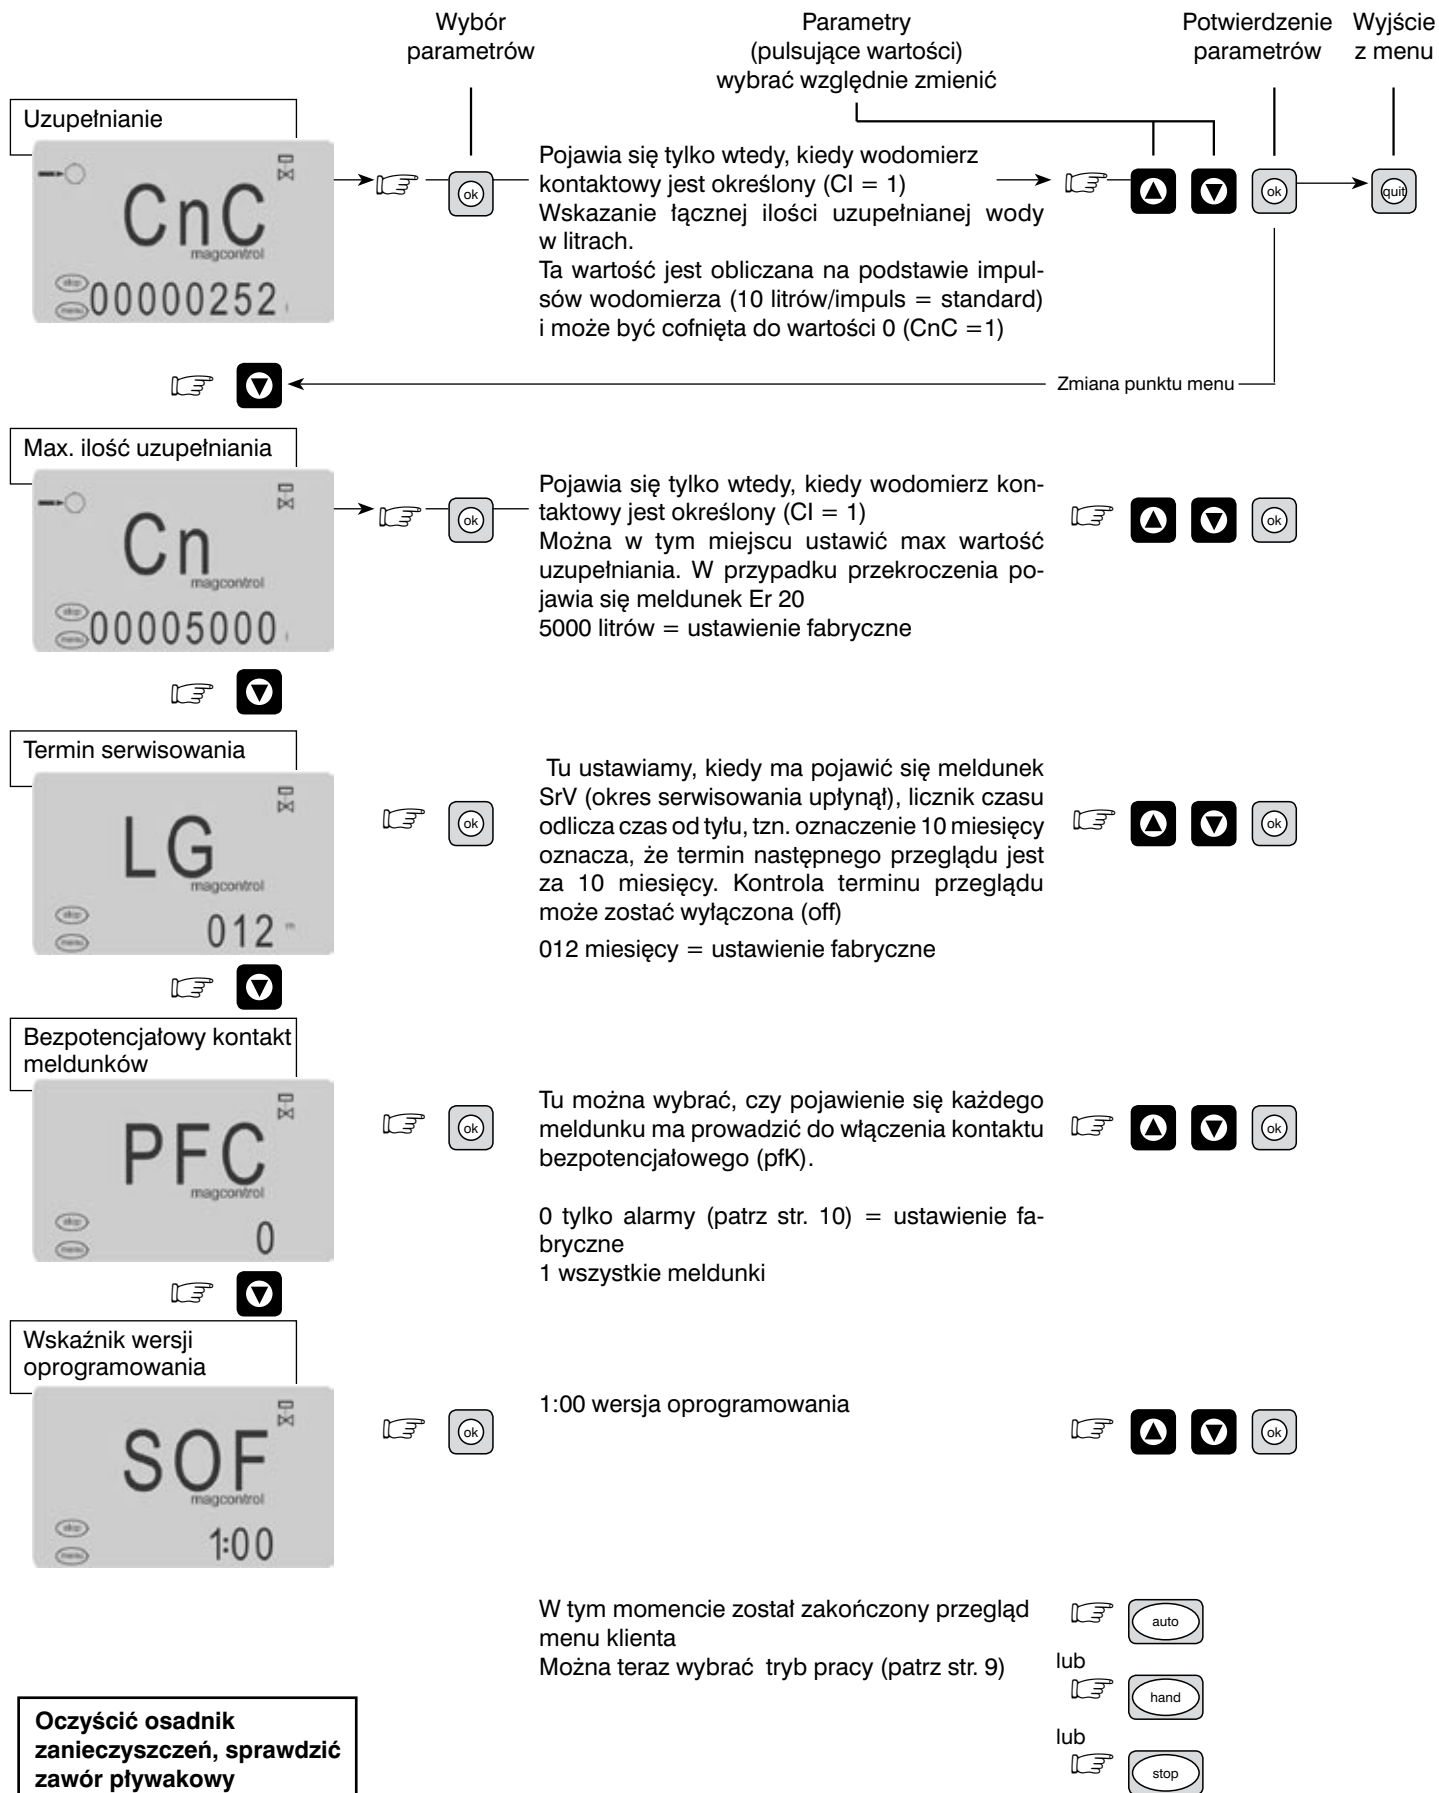 Wybór
parametrów
Parametry
(pulsujące wartości)
wybrać względnie zmienić
Potwierdzenie
parametrów
Wyjście
z menu
Uzupełnianie
CnC
magcontrol
stop
menu
00000252 l
ok
Pojawia się tylko wtedy, kiedy wodomierz
kontaktowy jest określony (CI = 1)
Wskazanie łącznej ilości uzupełnianej wody
w litrach.
Ta wartość jest obliczana na podstawie impul-
sów wodomierza (10 litrów/impuls = standard)
i może być cofnięta do wartości 0 (CnC =1)
ok
quit
Zmiana punktu menu
Max. ilość uzupełniania
Cn
magcontrol
stop
menu
00005000 l
ok
Pojawia się tylko wtedy, kiedy wodomierz kon-
taktowy jest określony (CI = 1)
Można w tym miejscu ustawić max wartość
uzupełniania. W przypadku przekroczenia po-
jawia się meldunek Er 20
5000 litrów = ustawienie fabryczne
ok
Termin serwisowania
LG
magcontrol
stop
menu
012 m
ok
Tu ustawiamy, kiedy ma pojawić się meldunek
SrV (okres serwisowania upłynął), licznik czasu
odlicza czas od tyłu, tzn. oznaczenie 10 miesięcy
oznacza, że termin następnego przeglądu jest
za 10 miesięcy. Kontrola terminu przeglądu
może zostać wyłączona (off)
012 miesięcy = ustawienie fabryczne
ok
Bezpotencjałowy kontakt
meldunków
PFC
magcontrol
stop
menu
0
ok
Tu można wybrać, czy pojawienie się każdego
meldunku ma prowadzić do włączenia kontaktu
bezpotencjałowego (pfK).
0 tylko alarmy (patrz str. 10) = ustawienie fa-
bryczne
1 wszystkie meldunki
ok
Wskaźnik wersji
oprogramowania
SOF
magcontrol
stop
menu
1:00
ok
1:00 wersja oprogramowania
ok
W tym momencie został zakończony przegląd
menu klienta
Można teraz wybrać tryb pracy (patrz str. 9)
auto
lub
hand
lub
stop
Oczyścić osadnik
zanieczyszczeń, sprawdzić
zawór pływakowy